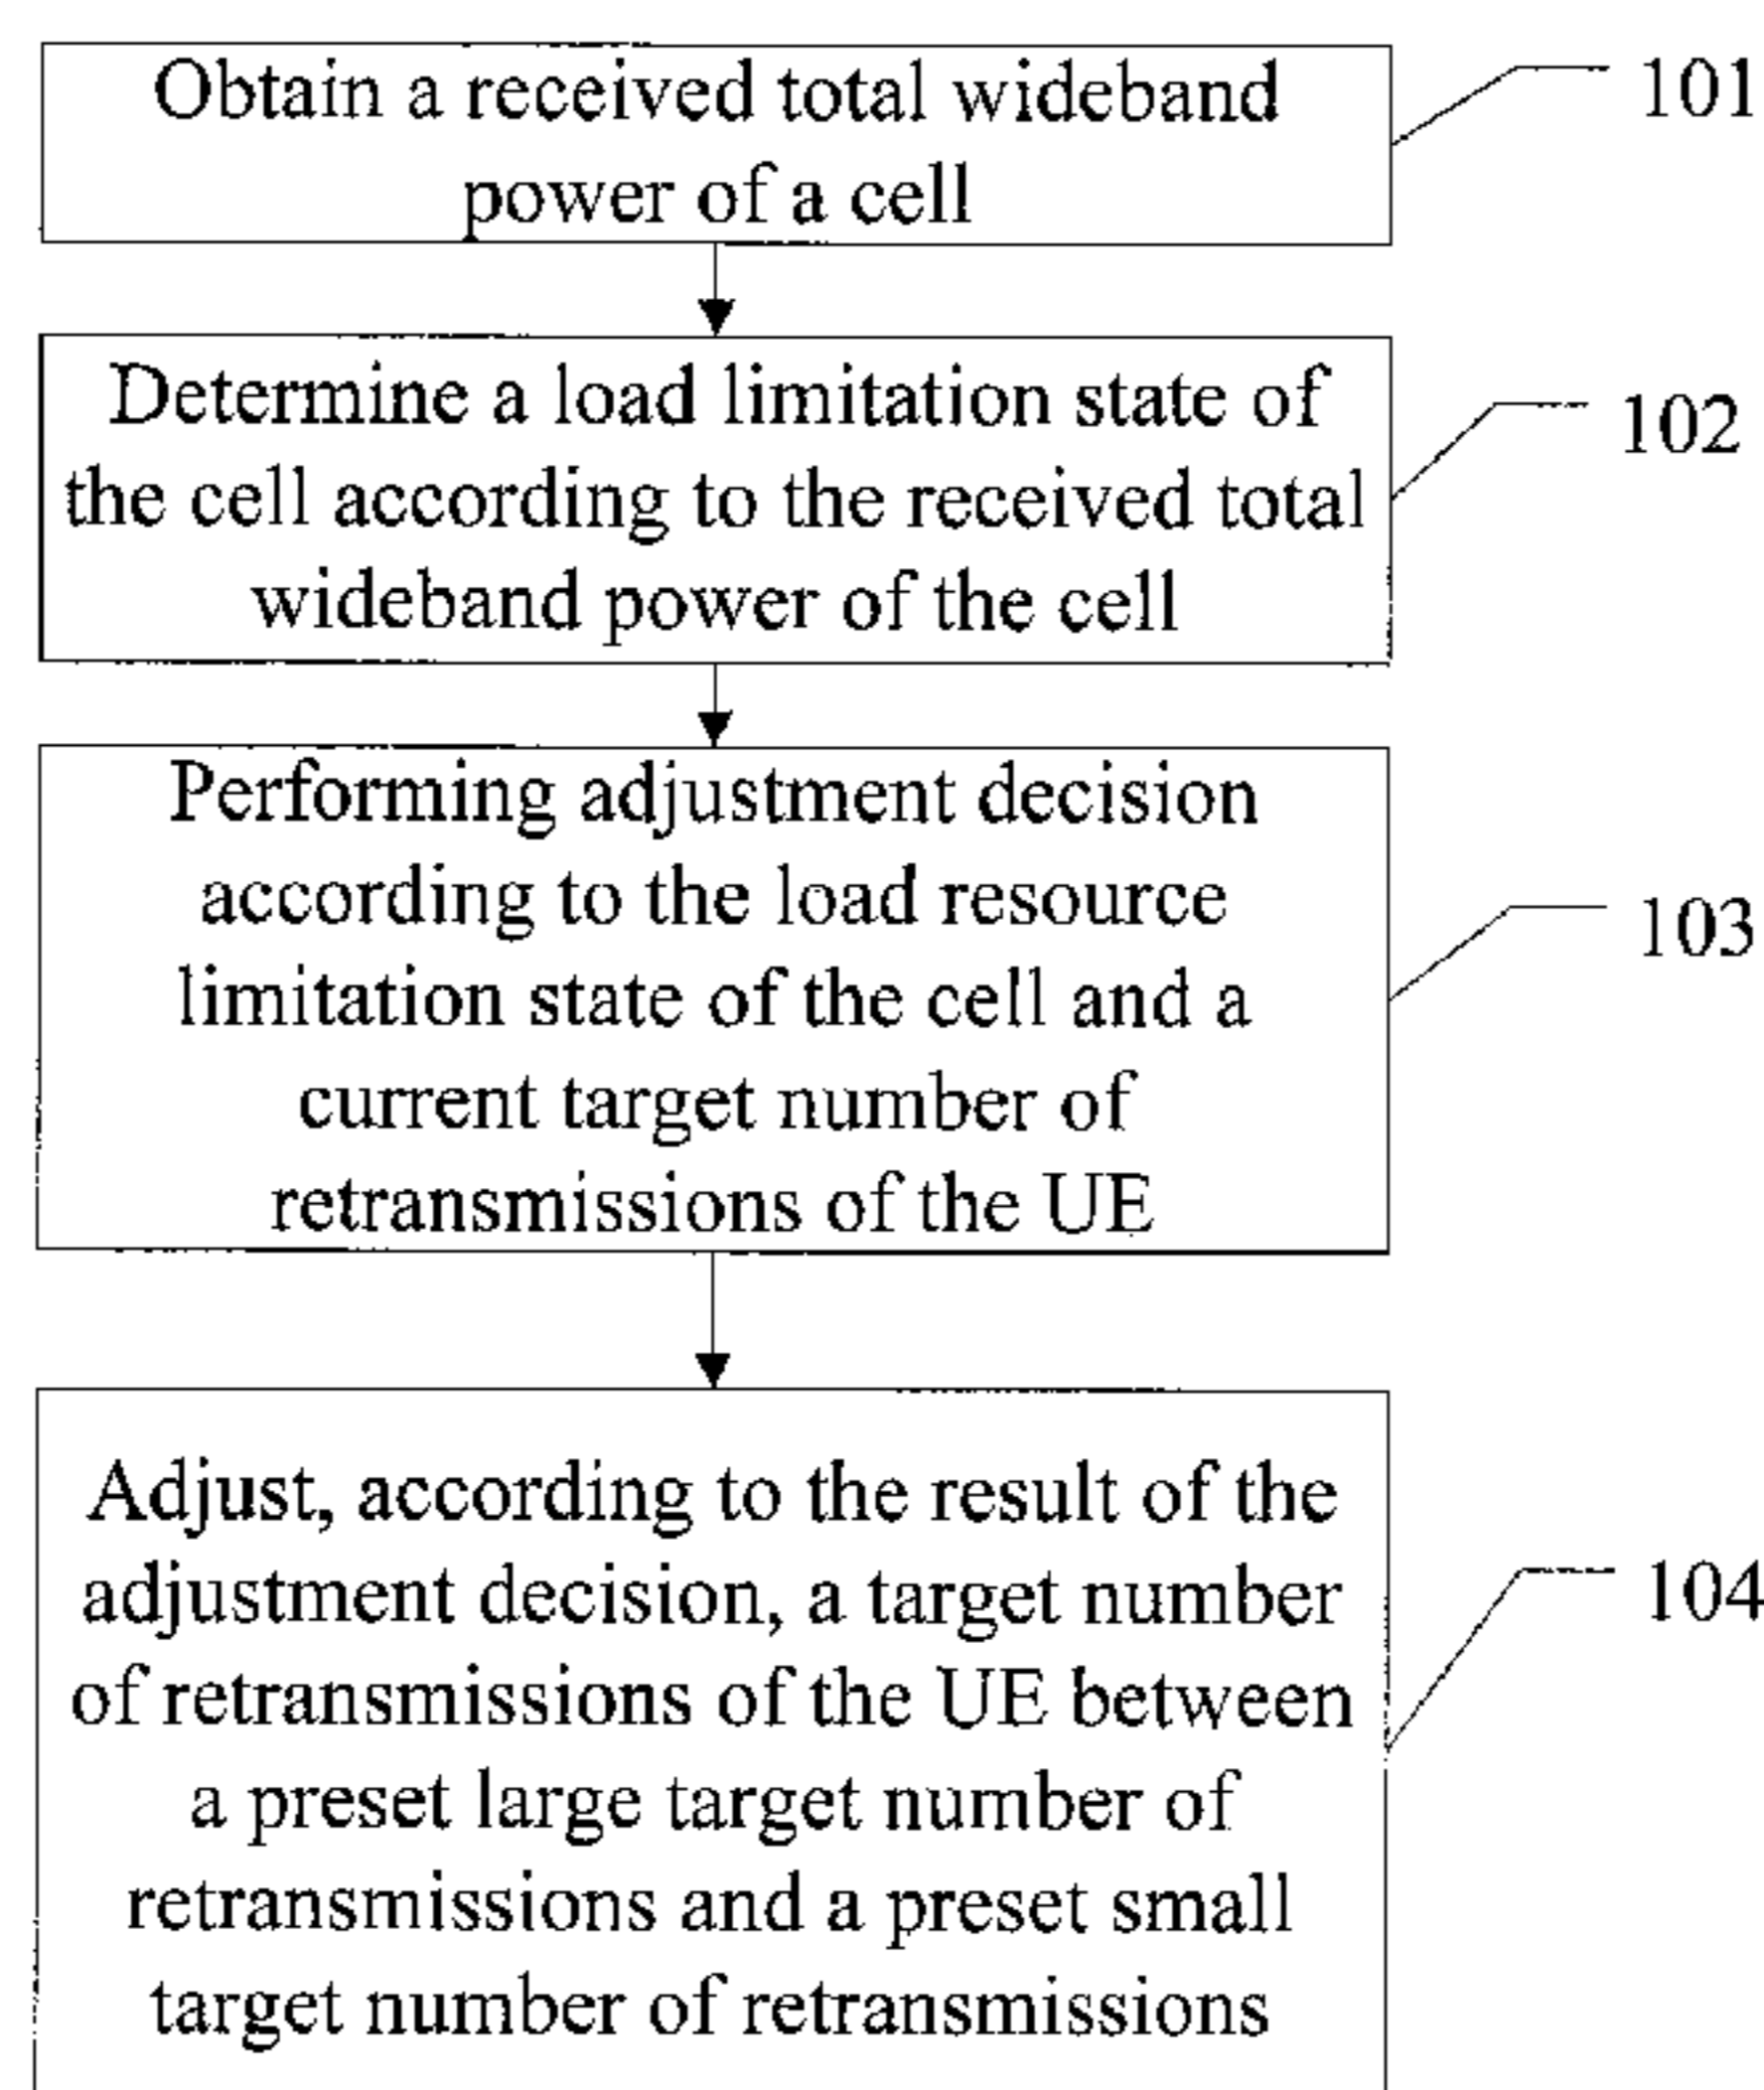 Obtain a received total wideband
power of a cell
101
Determine a load limitation state of
the cell according to the received total
wideband power of the cell
102
Performing adjustment decision
according to the load resource
limitation state of the cell and a
current target number of
retransmissions of the UE
103
Adjust, according to the result of the
adjustment decision, a target number
of retransmissions of the UE between
a preset large target number of
retransmissions and a preset small
target number of retransmissions
104